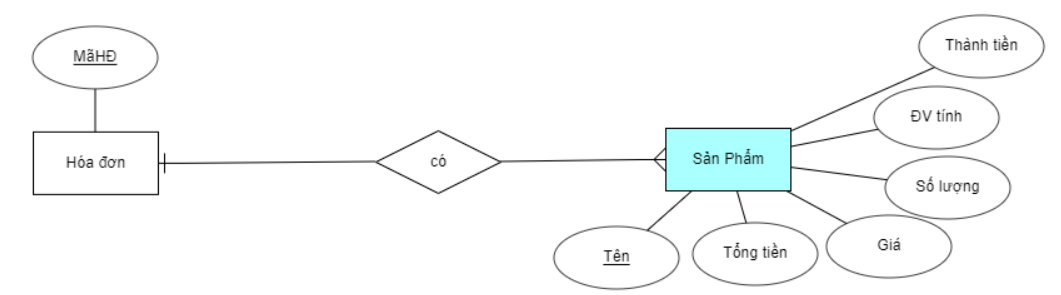 MãHĐ
Thành tiền
ĐV tính
Hóa đơn
có
Sản Phẩm
Số lượng
Tên
Tổng tiền
Giá